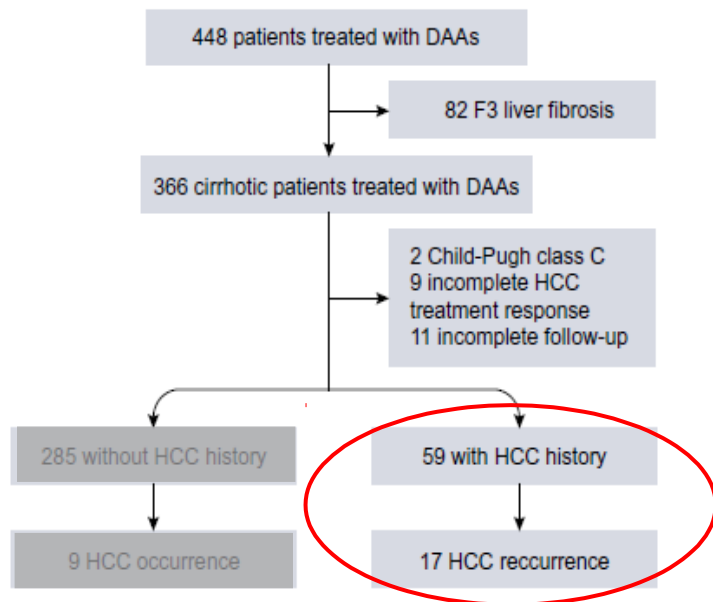 448 patients treated with DAAs
82 F3 liver fibrosis
366 cirrhotic patients treated with DAAs
2 Child-Pugh class C
9 incomplete HCC
treatment response
11 incomplete follow-up
285 without HCC history
59 with HCC history
9 HCC occurrence
17 HCC reccurrence